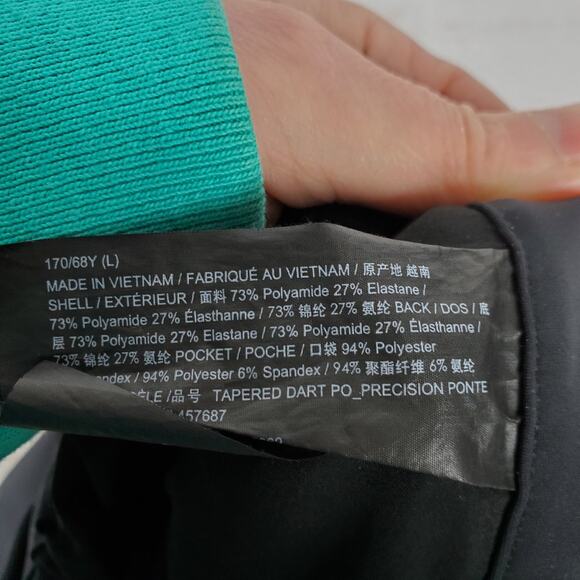 170/68Y (L)
MADE IN VIETNAM / FABRIQUÉ AU VIETNAM / 原产地 越南
SHELL / EXTÉRIEUR / 面料 73% Polyamide 27% Elastane /
73% Polyamide 27% Élasthanne / 73% 锦纶 27% 氨纶 BACK / DOS / 底
层 73% Polyamide 27% Elastane / 73% Polyamide 27% Élasthanne /
73% 锦纶 27% 氨纶 POCKET / POCHE / 口袋 94% Polyester
Spandex / 94% Polyester 6% Spandex / 94% 聚酯纤维 6% 氨纶
/品号 TAPERED DART PO_PRECISION PONTE
457687